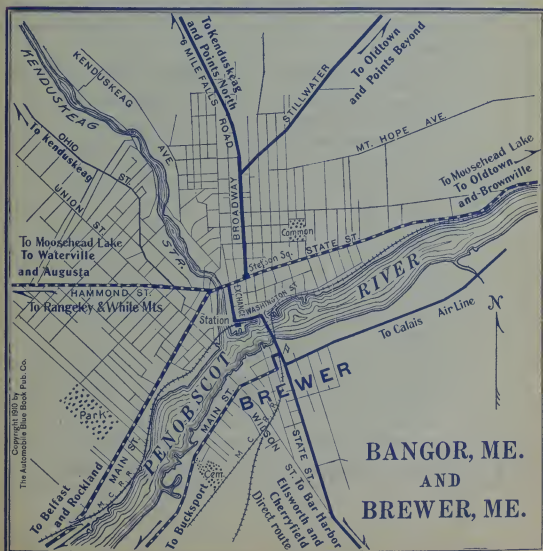 To Kenduskeag
and Points North
6 MILE FALLS
ROAD
BROADWAY
To Oldtown
and Points Beyond
STILLWATER
KENDUSKEAG
AVE.
KENDUSKEAG
STR.
To Kenduskeag
OHIO
ST.
UNION
ST.
MT. HOPE AVE.
To Moosehead Lake
To Oldtown
and Brownville
Common
STATE ST.
Stetson Sq.
To Moosehead Lake
To Waterville
and Augusta
HAMMOND ST.
To Rangeley & White Mts
EXCHANGE
WASHINGTON ST.
Station
PENOBSCOT
RIVER
To Calais
Air Line
N
BREWER
Park
MAIN ST.
M. C. R. R.
MAIN ST.
WILSON
ST.
STATE ST.
M C R R
Cem.
To Belfast
and Rockland
To Bucksport
To Bar Harbor
Ellsworth and
Cherryfield
Direct route
Copyright 1910 by
The Automobile Blue Book Pub. Co.
BANGOR, ME.
AND
BREWER, ME.